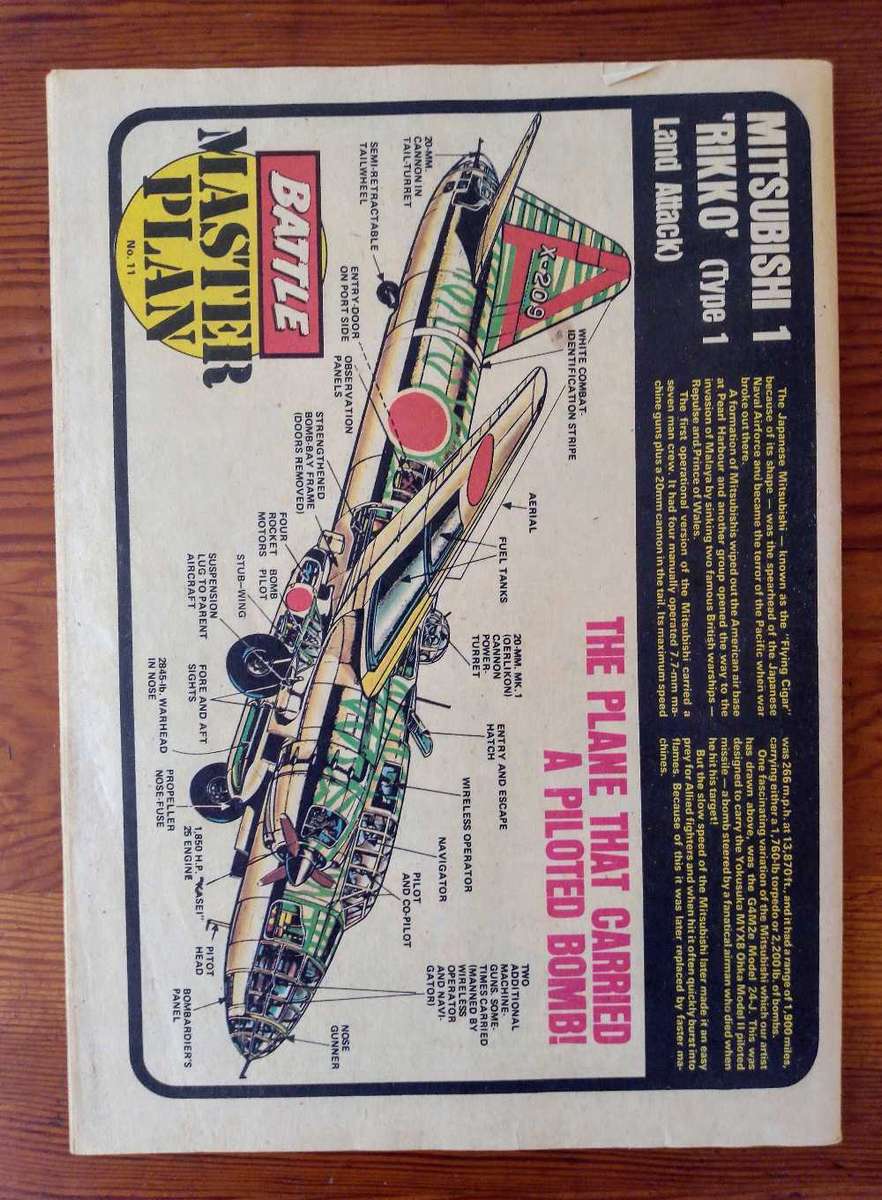 MITSUBISHI 1
'RIKKO' (Type 1
Land Attack)
The Japanese Mitsubishi — known as the "Flying Cigar"
because of its shape — was the spearhead of the Japanese
Naval Airforce and became the terror of the Pacific when war
broke out there.
A formation of Mitsubishis wiped out the American air base
at Pearl Harbour and another group opened the way to the
invasion of Malaya by sinking two famous British warships —
Repulse and Prince of Wales.
The first operational version of the Mitsubishi carried a
seven man crew. It had four manually operated 7.7-mm ma-
chine guns plus a 20mm cannon in the tail. Its maximum speed
was 266 m.p.h. at 13,870 ft., and it had a range of 1,900 miles,
carrying either a 1,760-lb torpedo or 2,200 lb. of bombs.
One fascinating variation of the Mitsubishi which our artist
has drawn above, was the G4M2e Model 24-J. This was
designed to carry the Yokosuka MYX8 Ohka Model II piloted
missile — a bomb steered by a fanatical airman who died when
he hit his target!
But the slow speed of the Mitsubishi later made it an easy
prey for Allied fighters and when hit it often quickly burst into
flames. Because of this it was later replaced by faster ma-
chines.
THE PLANE THAT CARRIED
A PILOTED BOMB!
X-209
WHITE COMBAT-
IDENTIFICATION STRIPE
AERIAL
FUEL TANKS
20-MM. MK. 1
(OERLIKON)
CANNON
POWER-
TURRET
ENTRY AND ESCAPE
HATCH
WIRELESS OPERATOR
NAVIGATOR
PILOT
AND CO-PILOT
TWO
ADDITIONAL
MACHINE-
GUNS. SOME-
TIMES CARRIED
(MANNED BY
WIRELESS
OPERATOR
AND NAVI-
GATOR)
NOSE
GUNNER
20-MM.
CANNON IN
TAIL-TURRET
SEMI-RETRACTABLE
TAILWHEEL
ENTRY-DOOR
ON PORT SIDE
OBSERVATION
PANELS
STRENGTHENED
BOMB-BAY FRAME
(DOORS REMOVED)
FOUR
ROCKET
MOTORS
BOMB
PILOT
STUB-WING
SUSPENSION
LUG TO PARENT
AIRCRAFT
FORE AND AFT
SIGHTS
2645-lb. WARHEAD
IN NOSE
PROPELLER
NOSE-FUSE
1,850 H.P. "KASEI"
25 ENGINE
PITOT
HEAD
BOMBARDIER'S
PANEL
BATTLE
MASTER
PLAN
No. 11